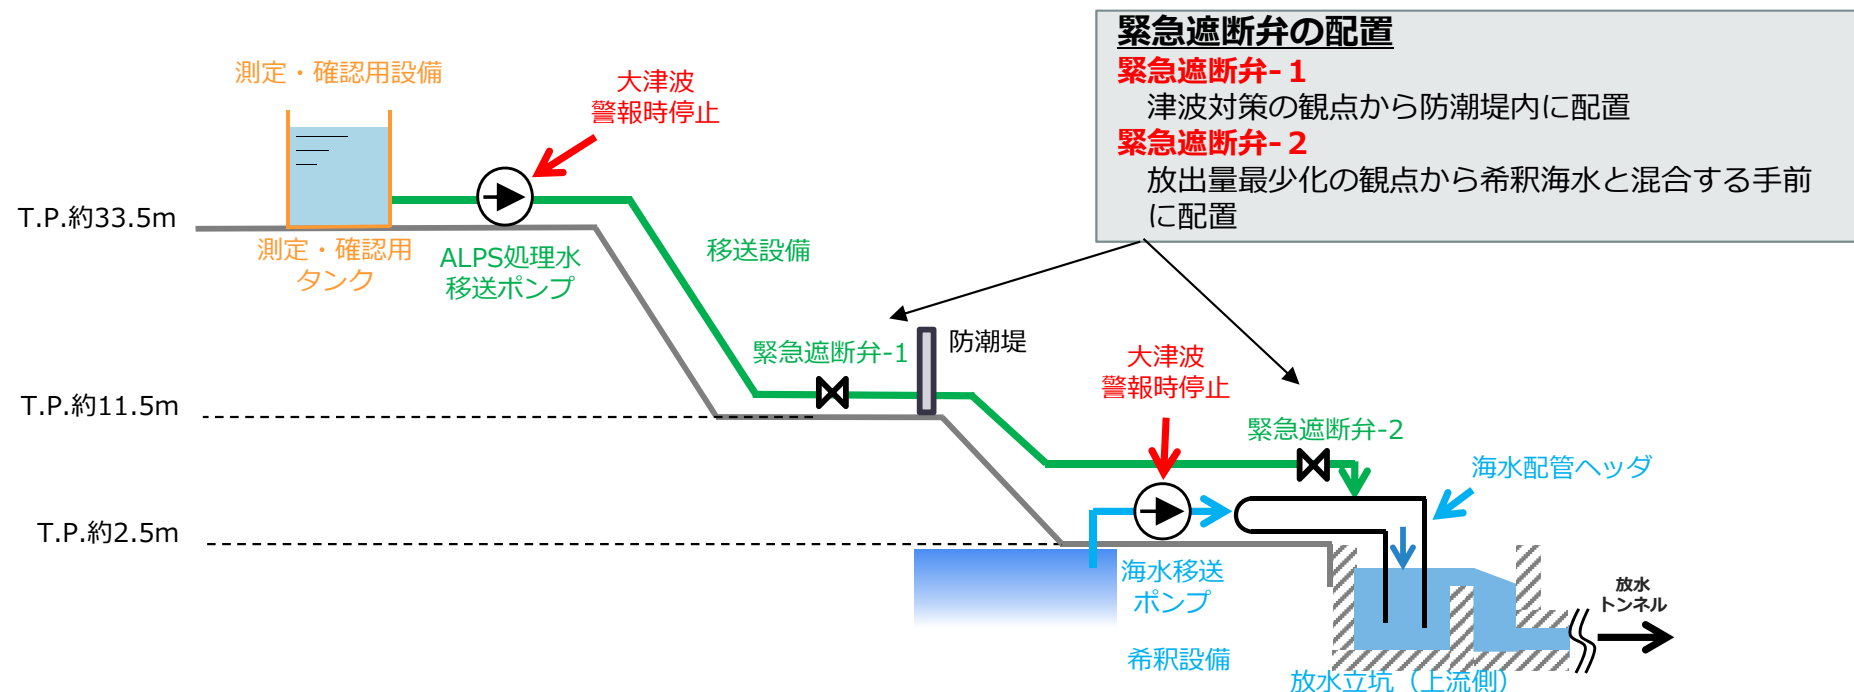 緊急遮断弁の配置
緊急遮断弁-1
津波対策の観点から防潮堤内に配置
緊急遮断弁-2
放出量最少化の観点から希釈海水と混合する手前
に配置
測定・確認用設備
大津波
警報時停止
T.P.約33.5m
測定・確認用
タンク
ALPS処理水
移送ポンプ
移送設備
緊急遮断弁-1
防潮堤
大津波
警報時停止
T.P.約11.5m
緊急遮断弁-2
海水配管ヘッダ
T.P.約2.5m
海水移送
ポンプ
放水
トンネル
希釈設備
放水立坑（上流側）